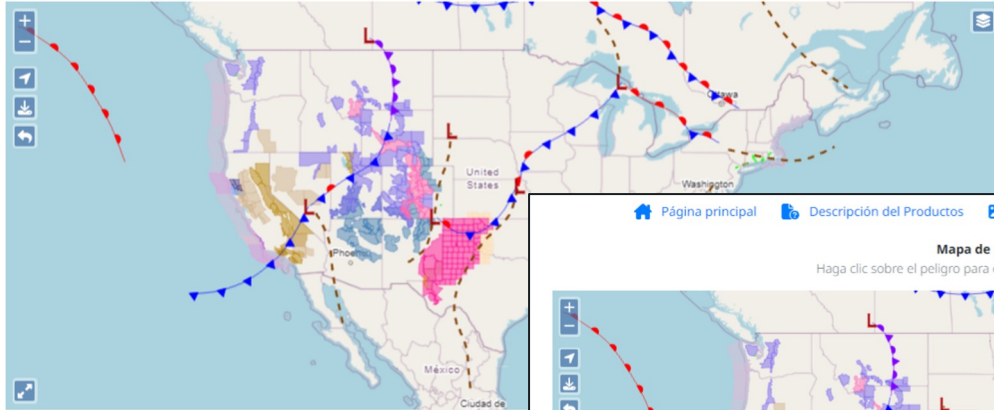 L
L
Ottawa
L
United
States
L
Washington
L
L
Página principal
Descripción del Productos
Phoenix
Mapa de
Haga clic sobre el peligro para
L
México
L
Ciudad de